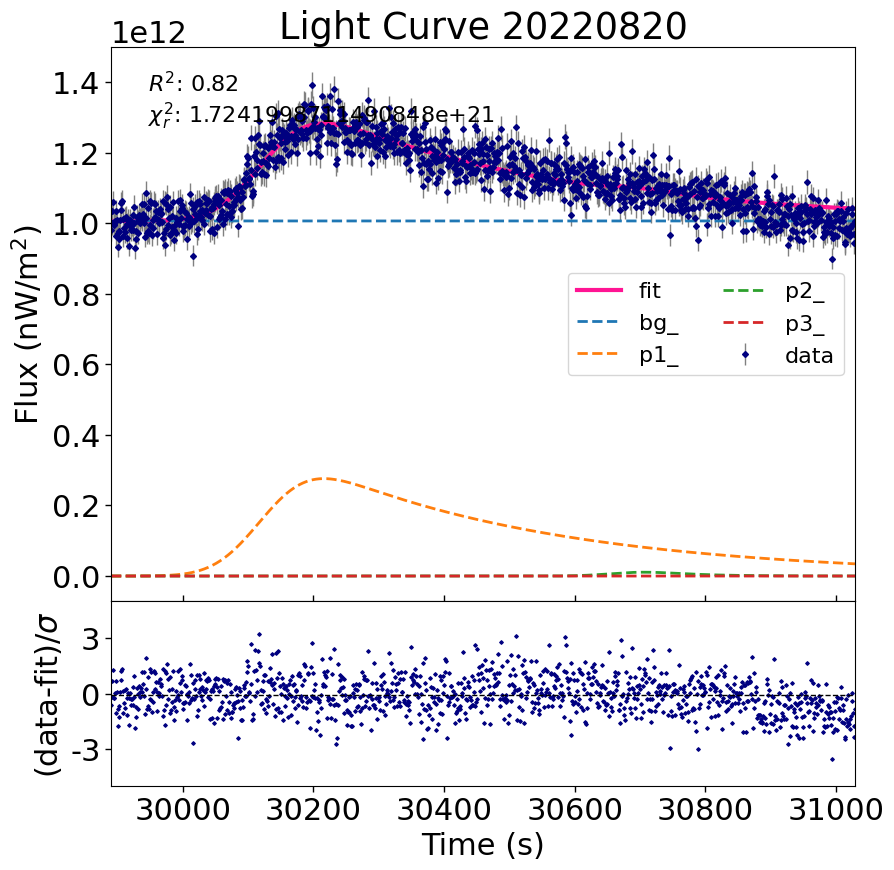 Light Curve 20220820
1e12
R²: 0.82
χ²ᵣ: 1.7241998711490848e+21
1.4
1.2
1.0
0.8
0.6
0.4
0.2
0.0
Flux (nW/m²)
fit
bg_
p1_
p2_
p3_
data
3
0
-3
(data-fit)/σ
30000 30200 30400 30600 30800 31000
Time (s)